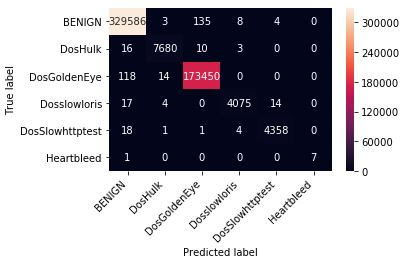 BENIGN 329586 3 135 8 4 0
DosHulk 16 7680 10 3 0 0
DosGoldenEye 118 14 173450 0 0 0
Dosslowloris 17 4 0 4075 14 0
DosSlowhttptest 18 1 1 4 4358 0
Heartbleed 1 0 0 0 0 7
True label
BENIGN
DosHulk
DosGoldenEye
Dosslowloris
DosSlowhttptest
Heartbleed
Predicted label
300000
240000
180000
120000
60000
0